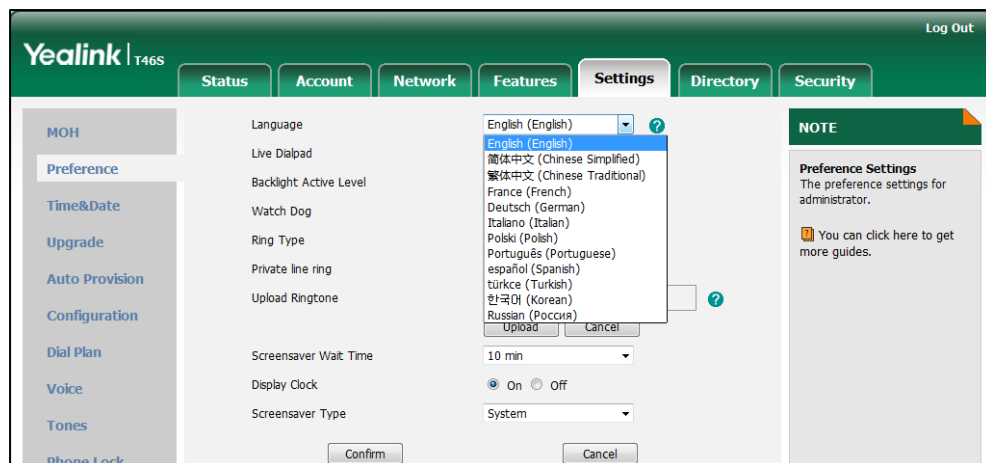 Log Out
Yealink T46S
Status Account Network Features Settings Directory Security
MOH
Preference
Time&Date
Upgrade
Auto Provision
Configuration
Dial Plan
Voice
Tones
Phone Lock
Language English (English)
English (English)
简体中文 (Chinese Simplified)
繁体中文 (Chinese Traditional)
France (French)
Deutsch (German)
Italiano (Italian)
Polski (Polish)
Português (Portuguese)
español (Spanish)
türkce (Turkish)
한국어 (Korean)
Russian (Россия)
Live Dialpad
Backlight Active Level
Watch Dog
Ring Type
Private line ring
Upload Ringtone
Upload Cancel
Screensaver Wait Time 10 min
Display Clock On Off
Screensaver Type System
Confirm Cancel
NOTE
Preference Settings
The preference settings for
administrator.
You can click here to get
more guides.